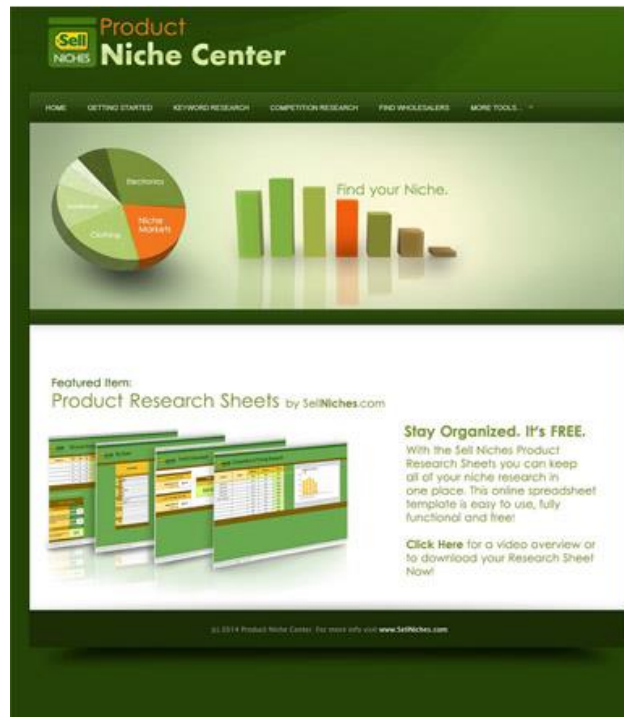 Product
Sell
NICHES
Niche Center
HOME GETTING STARTED KEYWORD RESEARCH COMPETITION RESEARCH FIND WHOLESALERS MORE TOOLS...
Electronics
Niche
Markets
Clothing
Find your Niche.
Featured Item:
Product Research Sheets by SellNiches.com
Stay Organized. It's FREE.
With the Sell Niches Product
Research Sheets you can keep
all of your niche research in
one place. This online spreadsheet
template is easy to use, fully
functional and free!
Click Here for a video overview or
to download your Research Sheet
Now!
(c) 2014 Product Niche Center. For more info visit www.SellNiches.com